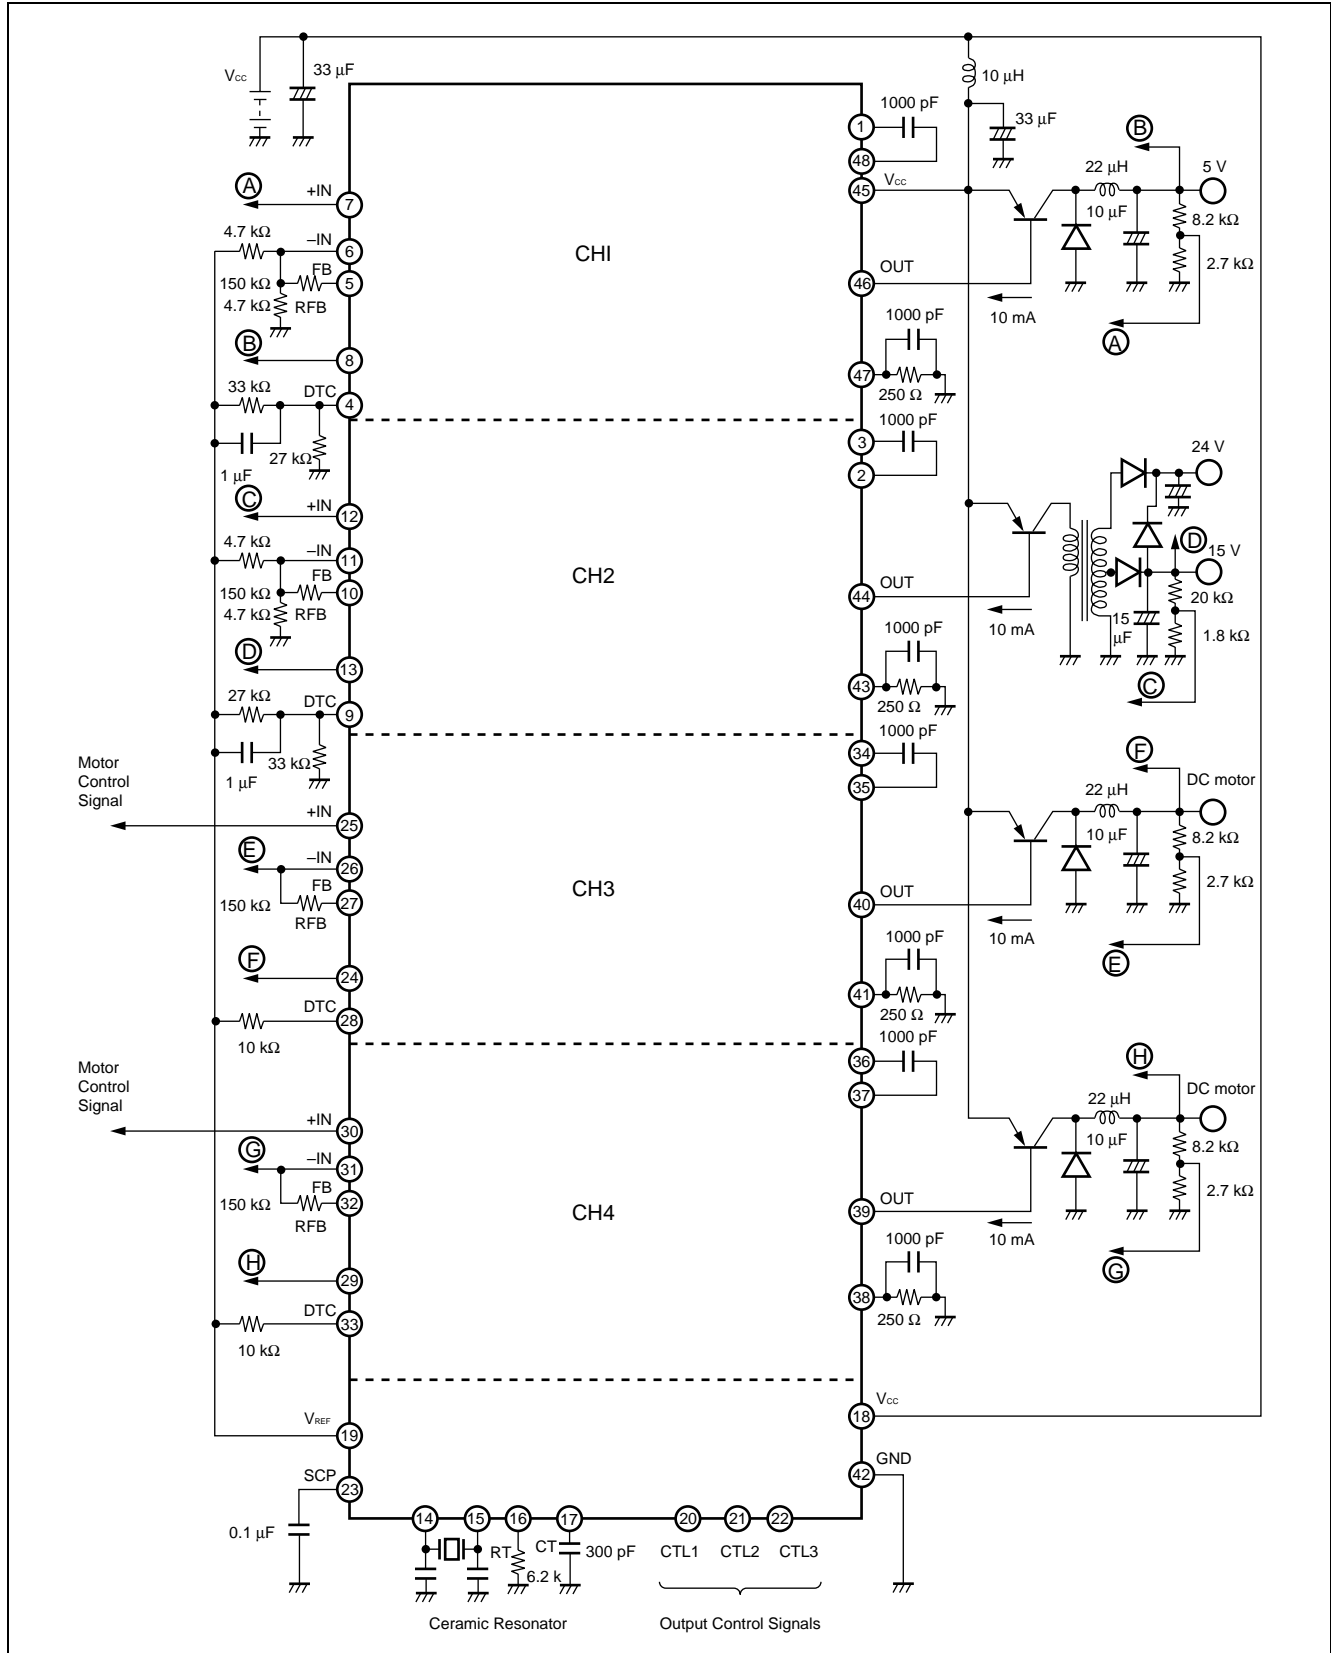 VCC
33 μF
10 μH
33 μF
1000 pF
1
48
VCC
45
B
22 μH
5 V
10 μF
8.2 kΩ
2.7 kΩ
A
A
+IN
7
4.7 kΩ
–IN
6
FB
150 kΩ
5
4.7 kΩ
RFB
CHI
OUT
46
10 mA
B
8
1000 pF
47
250 Ω
33 kΩ
DTC
4
27 kΩ
1 μF
1000 pF
3
2
24 V
C
+IN
12
4.7 kΩ
–IN
11
FB
150 kΩ
10
4.7 kΩ
RFB
CH2
OUT
44
10 mA
D
15 V
20 kΩ
15
μF
1.8 kΩ
C
D
13
1000 pF
43
250 Ω
27 kΩ
DTC
9
33 kΩ
1 μF
1000 pF
34
35
F
DC motor
22 μH
10 μF
8.2 kΩ
2.7 kΩ
E
Motor
Control
Signal
+IN
25
E
–IN
26
FB
150 kΩ
27
RFB
CH3
OUT
40
10 mA
F
24
1000 pF
41
250 Ω
DTC
28
10 kΩ
1000 pF
36
37
H
DC motor
22 μH
10 μF
8.2 kΩ
2.7 kΩ
G
Motor
Control
Signal
+IN
30
G
–IN
31
FB
150 kΩ
32
RFB
CH4
OUT
39
10 mA
H
29
1000 pF
38
250 Ω
DTC
33
10 kΩ
VREF
19
VCC
18
SCP
23
GND
42
0.1 μF
14
15
16
17
20
21
22
RT
CT
300 pF
6.2 k
CTL1
CTL2
CTL3
Ceramic Resonator
Output Control Signals